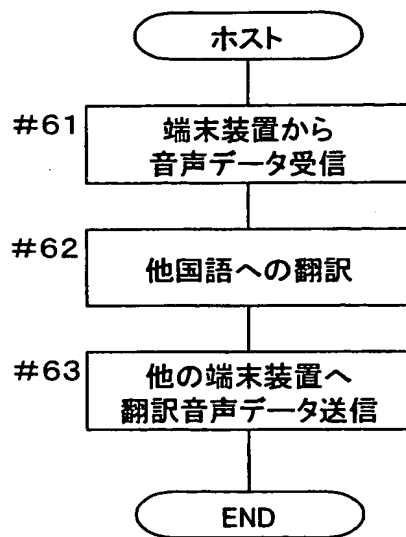 ホスト
#61
端末装置から
音声データ受信
#62
他国語への翻訳
#63
他の端末装置へ
翻訳音声データ送信
END